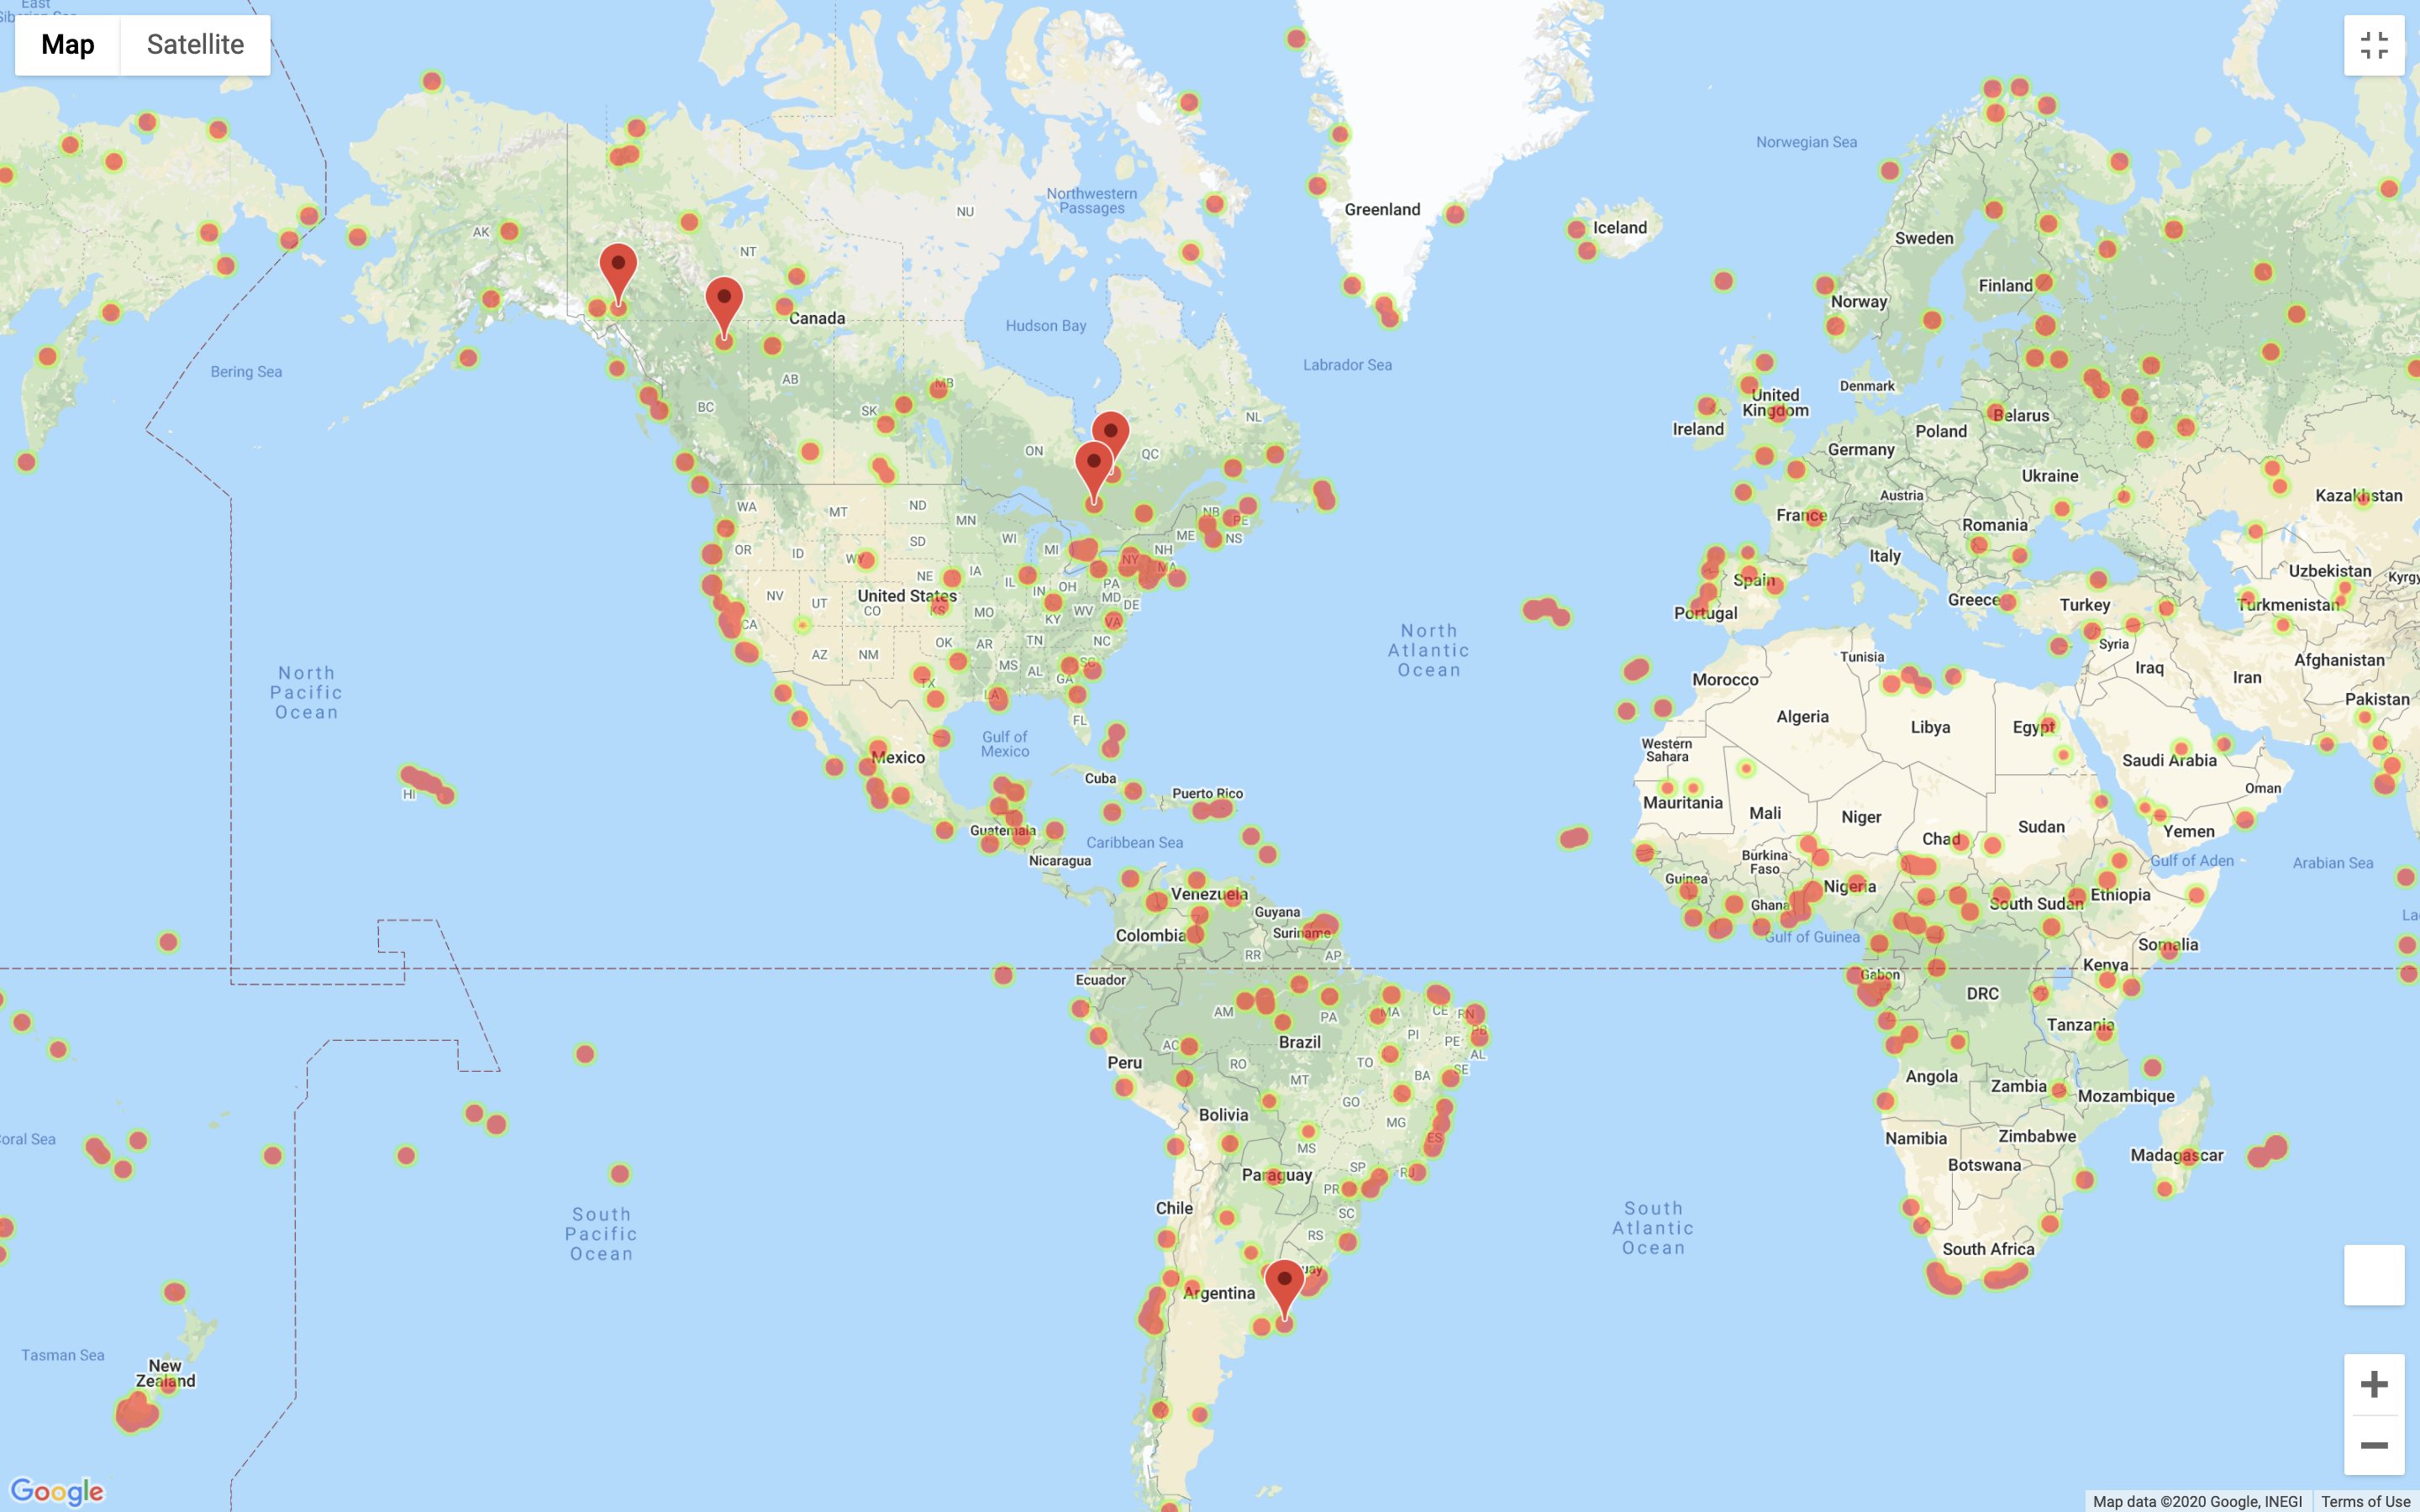 East
Map
Satellite
Norwegian Sea
Northwestern
Passages
NU
Greenland
Iceland
AK
NT
Sweden
Finland
Norway
Canada
Hudson Bay
Labrador Sea
Bering Sea
AB
MB
Denmark
BC
SK
NL
United
Kingdom
Belarus
Ireland
Poland
ON
QC
Germany
Ukraine
Kazakhstan
Austria
WA
MT
ND
MN
NB
PE
France
Romania
OR
ID
SD
WI
MI
ME
NS
NH
WY
NY
MA
Italy
NE
IA
IL
IN
OH
PA
Spain
Uzbekistan
Kyrgy
NV
UT
United States
CO
KS
MO
KY
WV
MD
DE
VA
Portugal
Greece
Turkey
Turkmenistan
CA
North
Atlantic
Ocean
AZ
NM
OK
AR
TN
NC
Tunisia
Syria
Iraq
Afghanistan
MS
AL
GA
SC
Iran
North
Pacific
Ocean
TX
LA
Morocco
Pakistan
FL
Algeria
Libya
Egypt
Gulf of
Mexico
Mexico
Western
Sahara
Saudi Arabia
Cuba
HI
Puerto Rico
Oman
Mauritania
Mali
Niger
Guatemala
Caribbean Sea
Chad
Sudan
Yemen
Nicaragua
Burkina
Faso
Gulf of Aden
Arabian Sea
Guinea
Nigeria
Venezuela
Ethiopia
Guyana
Ghana
South Sudan
La
Colombia
Suriname
Gulf of Guinea
Somalia
RR
AP
Kenya
Ecuador
Gabon
DRC
AM
PA
MA
CE
RN
Tanzania
PI
PB
Brazil
AC
PE
AL
Peru
RO
TO
SE
MT
BA
Angola
Zambia
Mozambique
Bolivia
GO
MG
oral Sea
ES
Namibia
Zimbabwe
MS
Madagascar
Botswana
Paraguay
SP
RJ
PR
Chile
SC
South
Pacific
Ocean
South
Atlantic
Ocean
RS
South Africa
uay
Argentina
Tasman Sea
New
Zealand
Google
Map data ©2020 Google, INEGI
Terms of Use